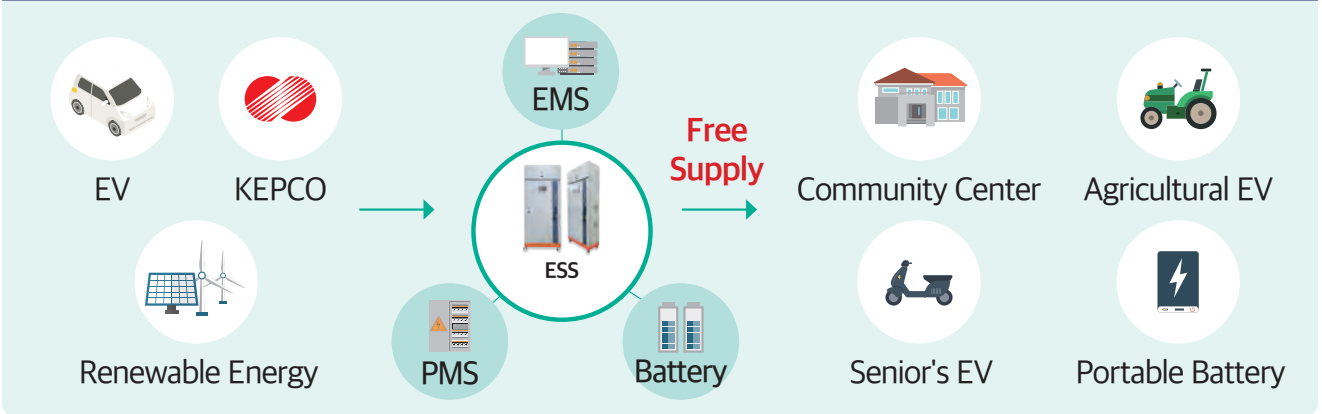 EV
KEPCO
Renewable Energy
EMS
ESS
PMS
Battery
Free
Supply
Community Center
Agricultural EV
Senior's EV
Portable Battery